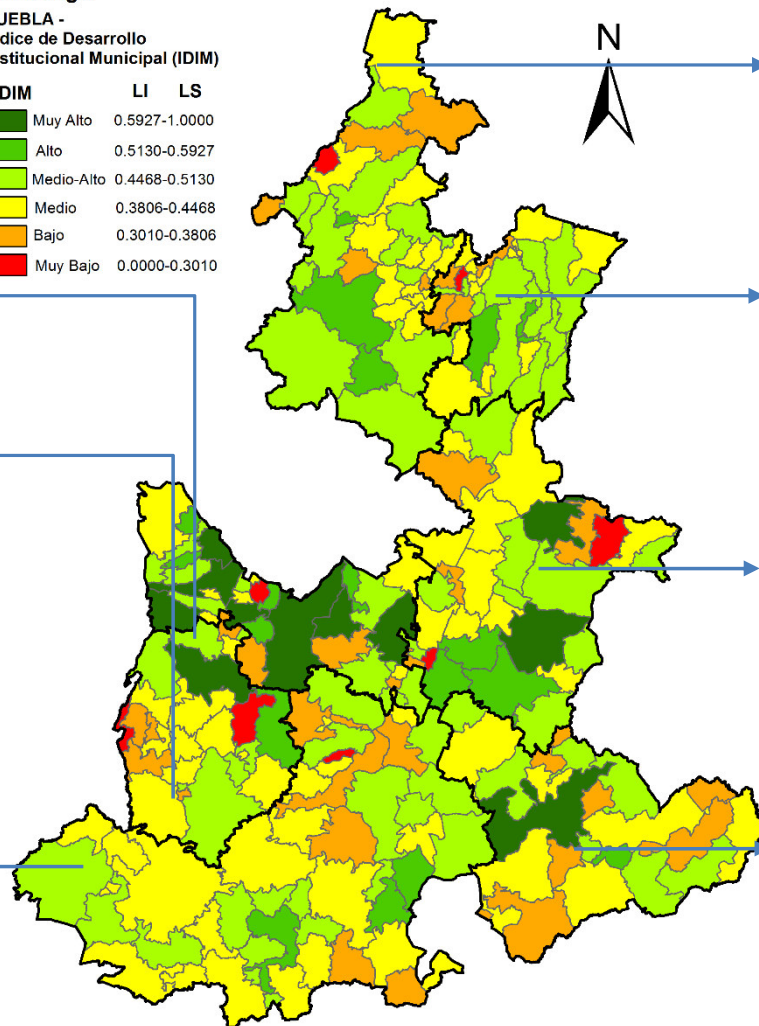 UEBLA -
dice de Desarrollo
stitucional Municipal (IDIM)
DIM LI LS
Muy Alto 0.5927-1.0000
Alto 0.5130-0.5927
Medio-Alto 0.4468-0.5130
Medio 0.3806-0.4468
Bajo 0.3010-0.3806
Muy Bajo 0.0000-0.3010
N